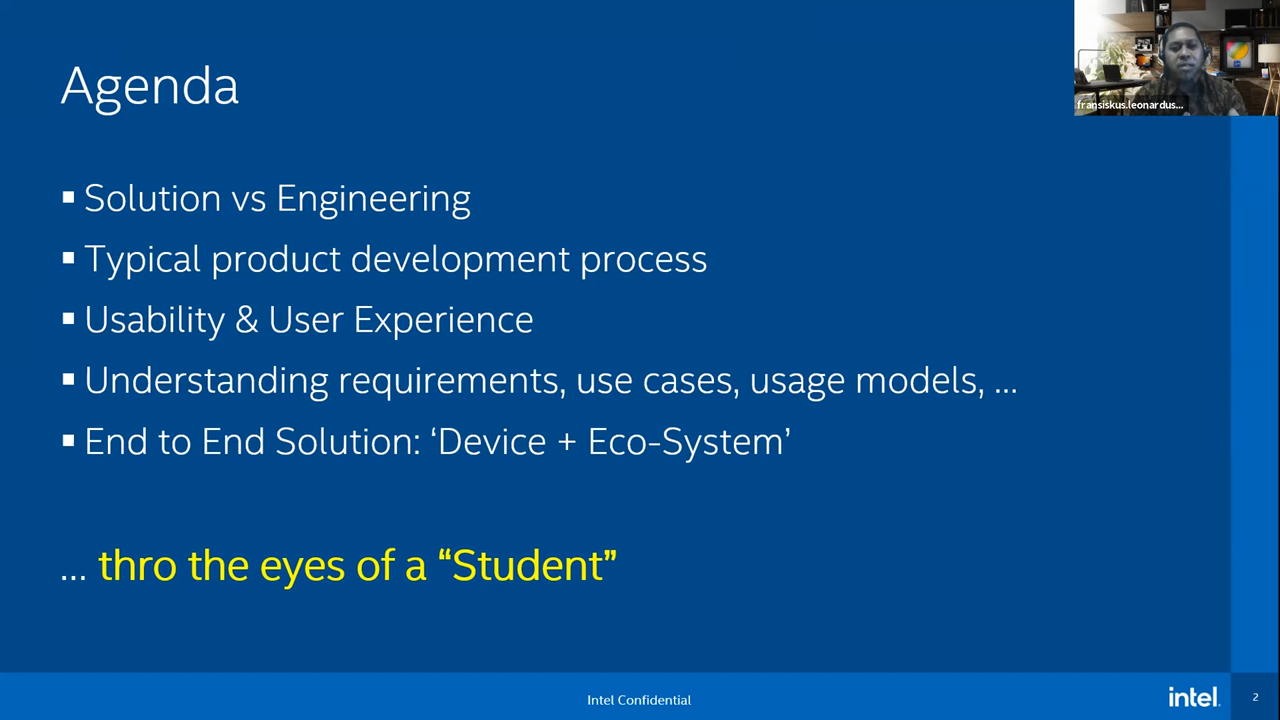 Agenda
fransiskus.leonardus...
▪ Solution vs Engineering
▪ Typical product development process
▪ Usability & User Experience
▪ Understanding requirements, use cases, usage models, ...
▪ End to End Solution: ‘Device + Eco-System’
... thro the eyes of a “Student”
Intel Confidential
intel.
2